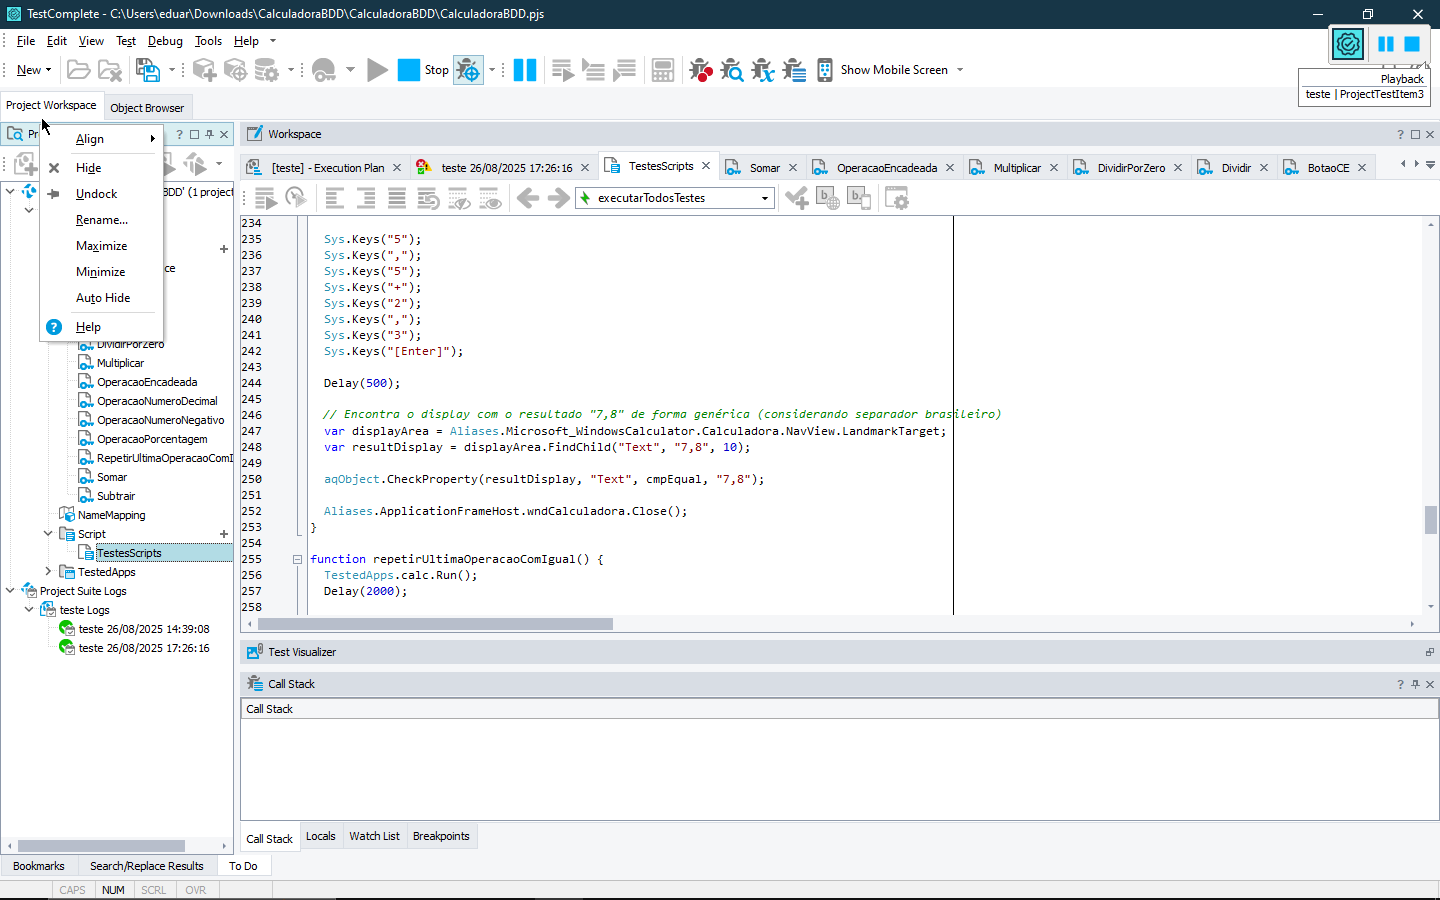 TestComplete - C:\Users\eduar\Downloads\CalculadoraBDD\CalculadoraBDD\CalculadoraBDD.pjs
File Edit View Test Debug Tools Help
New
Stop
Show Mobile Screen
Playback
teste | ProjectTestItem3
Project Workspace
Object Browser
Workspace
[teste] - Execution Plan
teste 26/08/2025 17:26:16
TestesScripts
Somar
OperacaoEncadeada
Multiplicar
DividirPorZero
Dividir
BotaoCE
executarTodosTestes
Align
Hide
Undock
Rename...
Maximize
Minimize
Auto Hide
Help
BDD' (1 project
ce
DividirPorZero
Multiplicar
OperacaoEncadeada
OperacaoNumeroDecimal
OperacaoNumeroNegativo
OperacaoPorcentagem
RepetirUltimaOperacaoComI
Somar
Subtrair
NameMapping
Script
TestesScripts
TestedApps
Project Suite Logs
teste Logs
teste 26/08/2025 14:39:08
teste 26/08/2025 17:26:16
234
235 Sys.Keys("5");
236 Sys.Keys(",");
237 Sys.Keys("5");
238 Sys.Keys("+");
239 Sys.Keys("2");
240 Sys.Keys(",");
241 Sys.Keys("3");
242 Sys.Keys("[Enter]");
243
244 Delay(500);
245
246 // Encontra o display com o resultado "7,8" de forma genérica (considerando separador brasileiro)
247 var displayArea = Aliases.Microsoft_WindowsCalculator.Calculadora.NavView.LandmarkTarget;
248 var resultDisplay = displayArea.FindChild("Text", "7,8", 10);
249
250 aqObject.CheckProperty(resultDisplay, "Text", cmpEqual, "7,8");
251
252 Aliases.ApplicationFrameHost.wndCalculadora.Close();
253 }
254
255 function repetirUltimaOperacaoComIgual() {
256 TestedApps.calc.Run();
257 Delay(2000);
258
Test Visualizer
Call Stack
Call Stack
Call Stack
Locals
Watch List
Breakpoints
Bookmarks
Search/Replace Results
To Do
CAPS NUM SCRL OVR